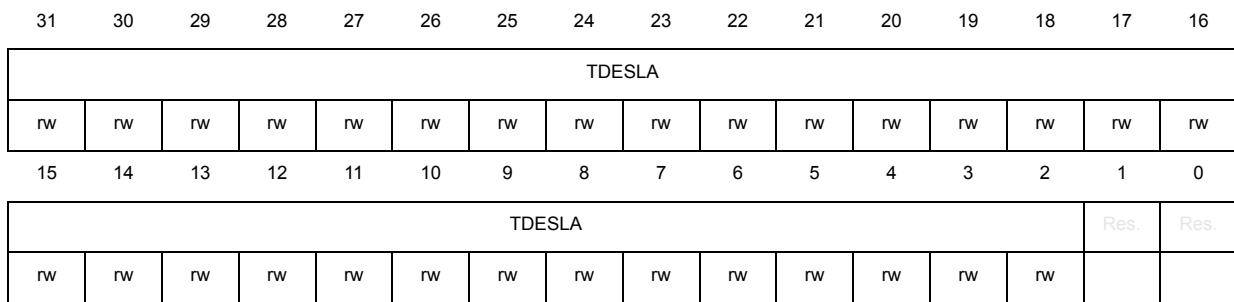 31 30 29 28 27 26 25 24 23 22 21 20 19 18 17 16
TDESLA
rw rw rw rw rw rw rw rw rw rw rw rw rw rw rw rw
15 14 13 12 11 10 9 8 7 6 5 4 3 2 1 0
TDESLA Res. Res.
rw rw rw rw rw rw rw rw rw rw rw rw rw rw